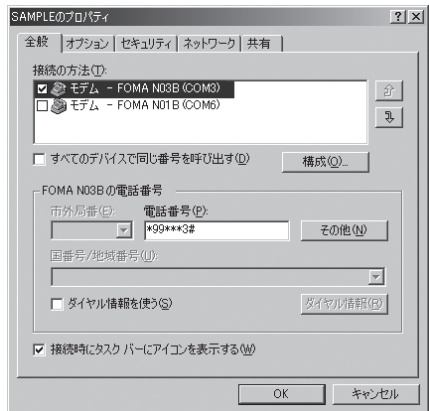 SAMPLEのプロパティ
全般 オプション セキュリティ ネットワーク 共有
接続の方法(T):
モデム - FOMA N03B (COM3)
モデム - FOMA N01B (COM6)
すべてのデバイスで同じ番号を呼び出す(D) 構成(O)...
FOMA N03Bの電話番号
市外局番(E): 電話番号(P):
*99***3# その他(N)
国番号/地域番号(U):
ダイヤル情報を使う(S) ダイヤル情報(R)
接続時にタスク バーにアイコンを表示する(W)
OK キャンセル